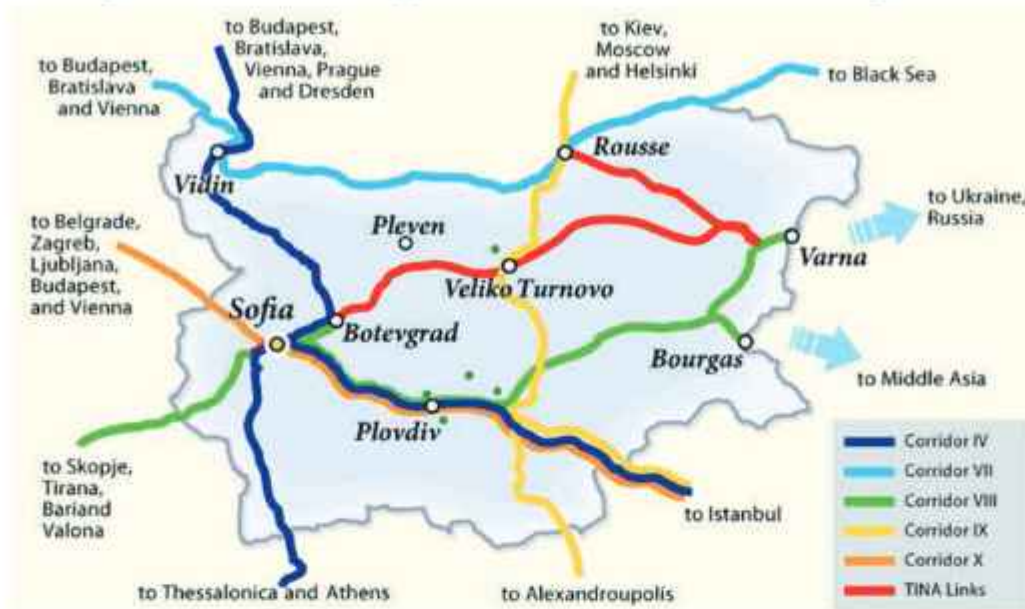 to Budapest,
Bratislava,
Vienna, Prague
and Dresden
to Budapest,
Bratislava
and Vienna
to Kiev,
Moscow
and Helsinki
to Black Sea
Rousse
Vidin
to Ukraine,
Russia
Pleven
Varna
to Belgrade,
Zagreb,
Ljubljana,
Budapest,
and Vienna
Veliko Turnovo
Sofia
Botevgrad
Bourgas
to Middle Asia
Plovdiv
to Skopje,
Tirana,
Bariand
Valona
to Istanbul
to Thessalonica and Athens
to Alexandroupolis
Corridor IV
Corridor VII
Corridor VIII
Corridor IX
Corridor X
TINA Links